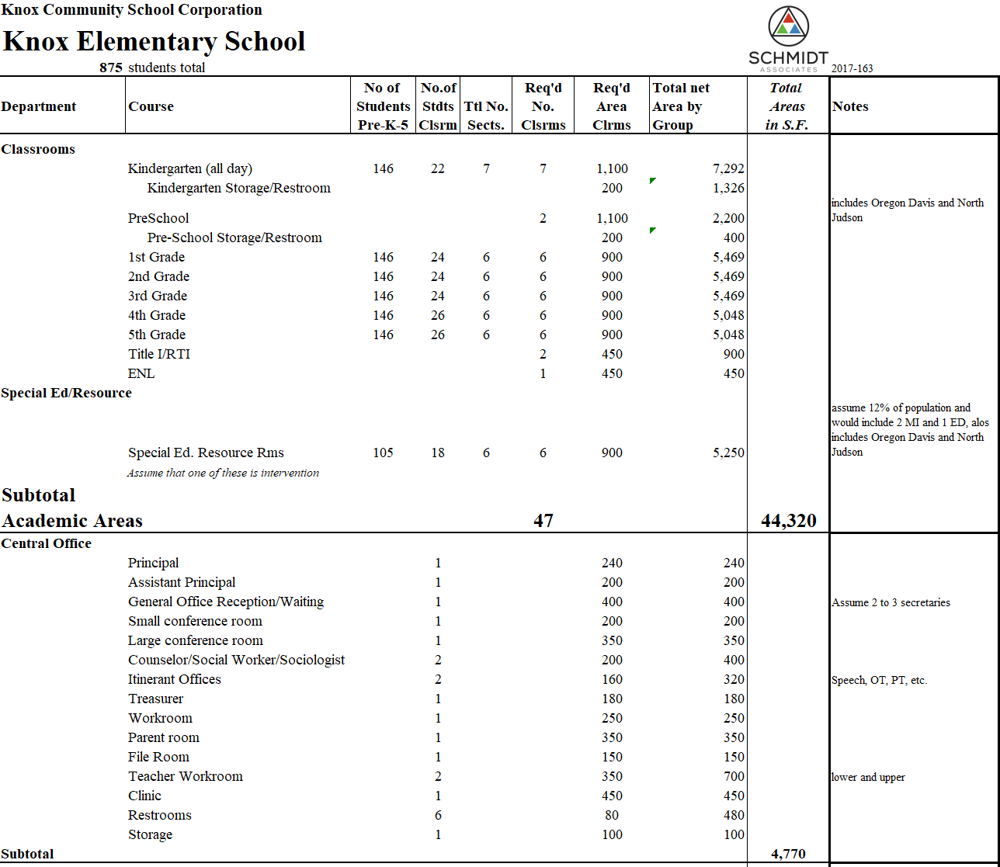 Knox Community School Corporation
Knox Elementary School
875 students total
SCHMIDT
ASSOCIATES
2017-163
Department Course No of Students Pre-K-5 No.of Stdts Clsrm Ttl No. Sects. Req'd No. Clsrms Req'd Area Clrms Total net Area by Group Total Areas in S.F. Notes
Classrooms
Kindergarten (all day) 146 22 7 7 1,100 7,292
Kindergarten Storage/Restroom 200 1,326
includes Oregon Davis and North
Judson
PreSchool 2 1,100 2,200
Pre-School Storage/Restroom 200 400
1st Grade 146 24 6 6 900 5,469
2nd Grade 146 24 6 6 900 5,469
3rd Grade 146 24 6 6 900 5,469
4th Grade 146 26 6 6 900 5,048
5th Grade 146 26 6 6 900 5,048
Title I/RTI 2 450 900
ENL 1 450 450
Special Ed/Resource
assume 12% of population and
would include 2 MI and 1 ED, alos
includes Oregon Davis and North
Judson
Special Ed. Resource Rms 105 18 6 6 900 5,250
Assume that one of these is intervention
Subtotal
Academic Areas 47 44,320
Central Office
Principal 1 240 240
Assistant Principal 1 200 200
General Office Reception/Waiting 1 400 400 Assume 2 to 3 secretaries
Small conference room 1 200 200
Large conference room 1 350 350
Counselor/Social Worker/Sociologist 2 200 400
Itinerant Offices 2 160 320 Speech, OT, PT, etc.
Treasurer 1 180 180
Workroom 1 250 250
Parent room 1 350 350
File Room 1 150 150
Teacher Workroom 2 350 700 lower and upper
Clinic 1 450 450
Restrooms 6 80 480
Storage 1 100 100
Subtotal 4,770